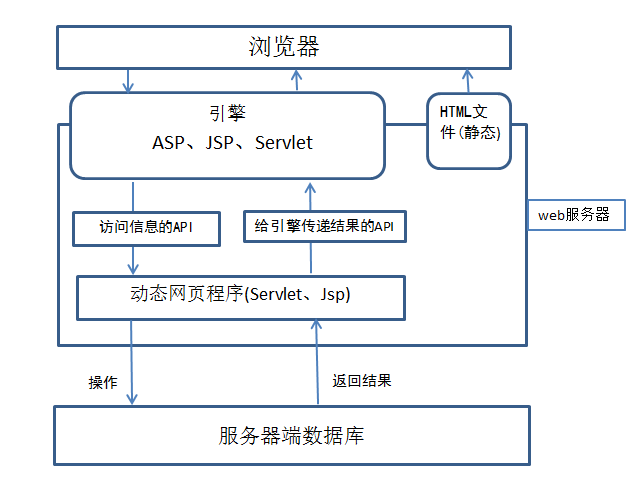 浏览器
引擎
ASP、JSP、Servlet
HTML文
件(静态)
web服务器
访问信息的API
给引擎传递结果的API
动态网页程序(Servlet、Jsp)
操作
返回结果
服务器端数据库